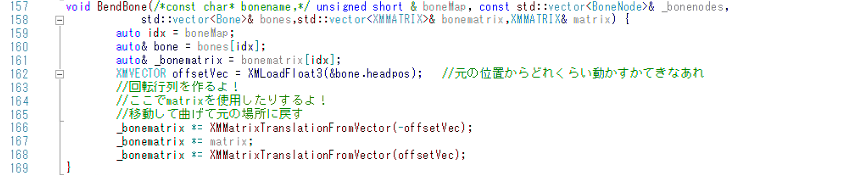 157 void BendBone(/*const char* bonename,*/ unsigned short & boneMap, const std::vector<BoneNode>& _bonenodes,
158 std::vector<Bone>& bones,std::vector<XMMATRIX>& bonematrix,XMMATRIX& matrix) {
159 auto idx = boneMap;
160 auto& bone = bones[idx];
161 auto& _bonematrix = bonematrix[idx];
162 XMVECTOR offsetVec = XMLoadFloat3(&bone.headpos); //元の位置からどれくらい動かすかてきなあれ
163 //回転行列を作るよ！
164 //ここでmatrixを使用したりするよ！
165 //移動して曲げて元の場所に戻す
166 _bonematrix *= XMMatrixTranslationFromVector(-offsetVec);
167 _bonematrix *= matrix;
168 _bonematrix *= XMMatrixTranslationFromVector(offsetVec);
169 }